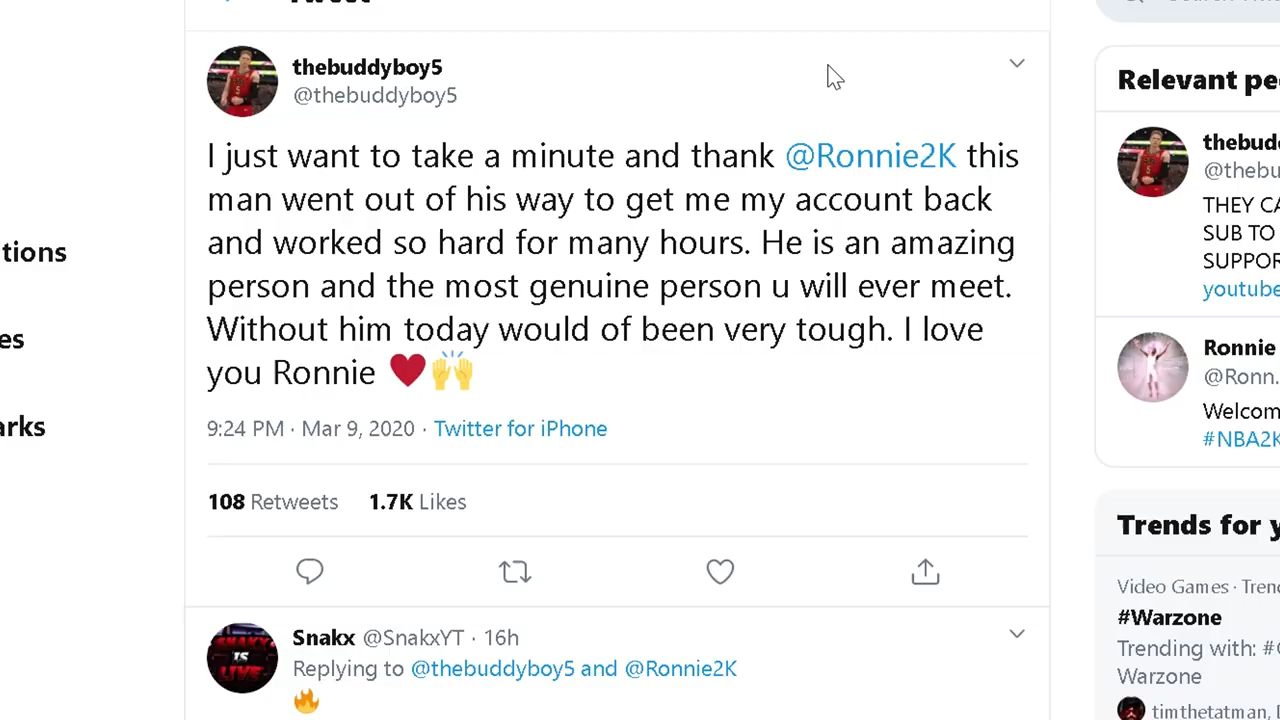 thebuddyboy5
@thebuddyboy5
I just want to take a minute and thank @Ronnie2K this
man went out of his way to get me my account back
and worked so hard for many hours. He is an amazing
person and the most genuine person u will ever meet.
Without him today would of been very tough. I love
you Ronnie ❤️🙌
9:24 PM · Mar 9, 2020 · Twitter for iPhone
108 Retweets 1.7K Likes
Snakx @SnakxYT · 16h
Replying to @thebuddyboy5 and @Ronnie2K
🔥
tions
es
arks
Relevant pe
thebud
@thebu
THEY CA
SUB TO
SUPPOR
youtube
Ronnie
@Ronn.
Welcom
#NBA2K
Trends for y
Video Games · Tren
#Warzone
Trending with: #
Warzone
timthetatman,
SNAKY
IS
LIVE